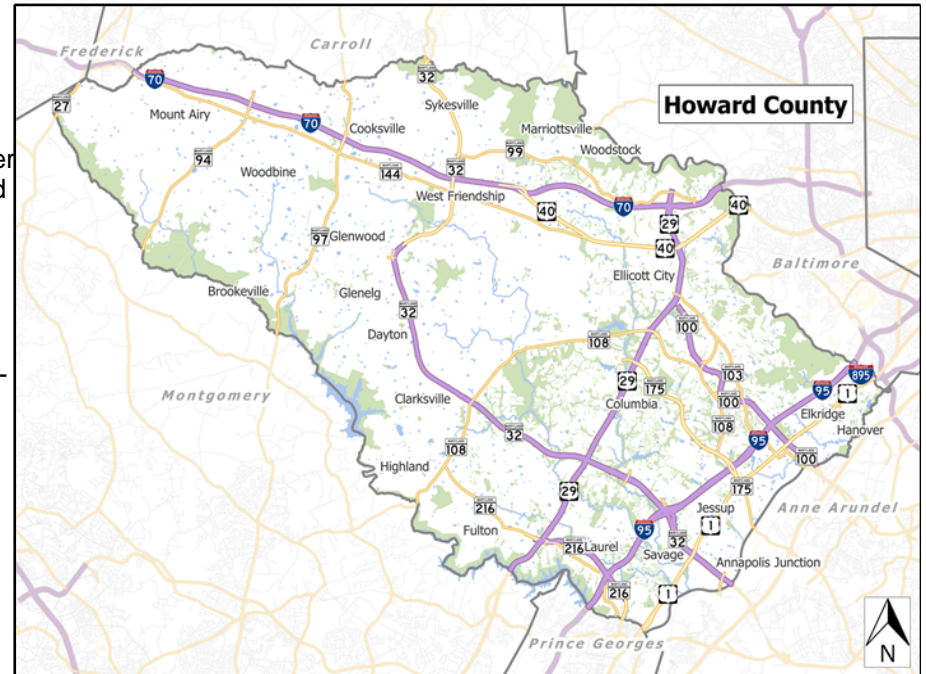 Frederick
Carroll
32
70
27
Sykesville
Howard County
Mount Airy
70
Cooksville
Marriottsville
er
94
99
Woodstock
d
Woodbine
144
32
West Friendship
70
40
40
29
97
Glenwood
40
Baltimore
Ellicott City
Brookeville
Glenelg
32
100
Dayton
108
103
895
29
175
95
1
Clarksville
Columbia
100
Elkridge
Montgomery
108
Hanover
32
95
108
100
Highland
29
175
216
Jessup
Anne Arundel
Fulton
95
1
32
216
Laurel
Savage
Annapolis Junction
216
1
Prince Georges
N